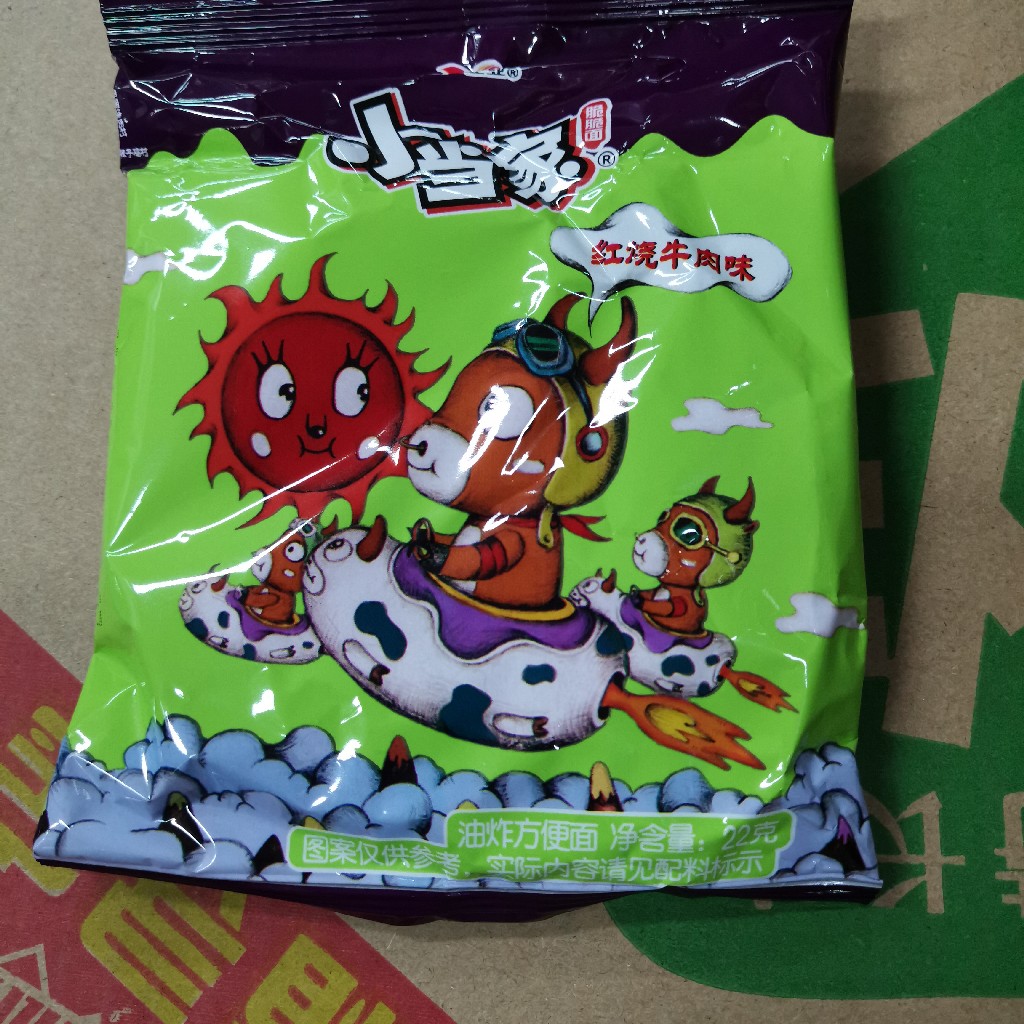 小当家
脆脆面
®
红烧牛肉味
油炸方便面 净含量：22克
图案仅供参考，实际内容请见配料标示